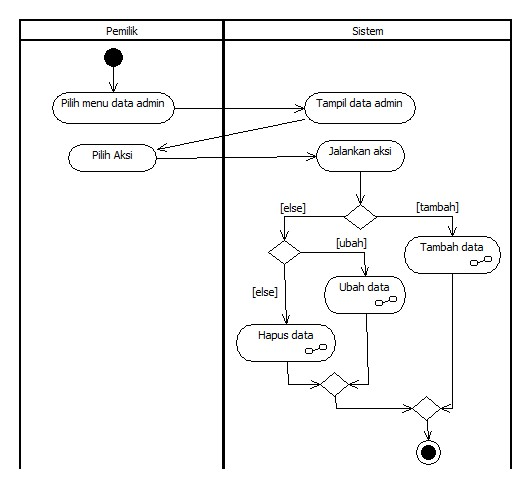 Pemilik
Sistem
Pilih menu data admin
Tampil data admin
Pilih Aksi
Jalankan aksi
[else]
[tambah]
[ubah]
Tambah data
[else]
Ubah data
Hapus data